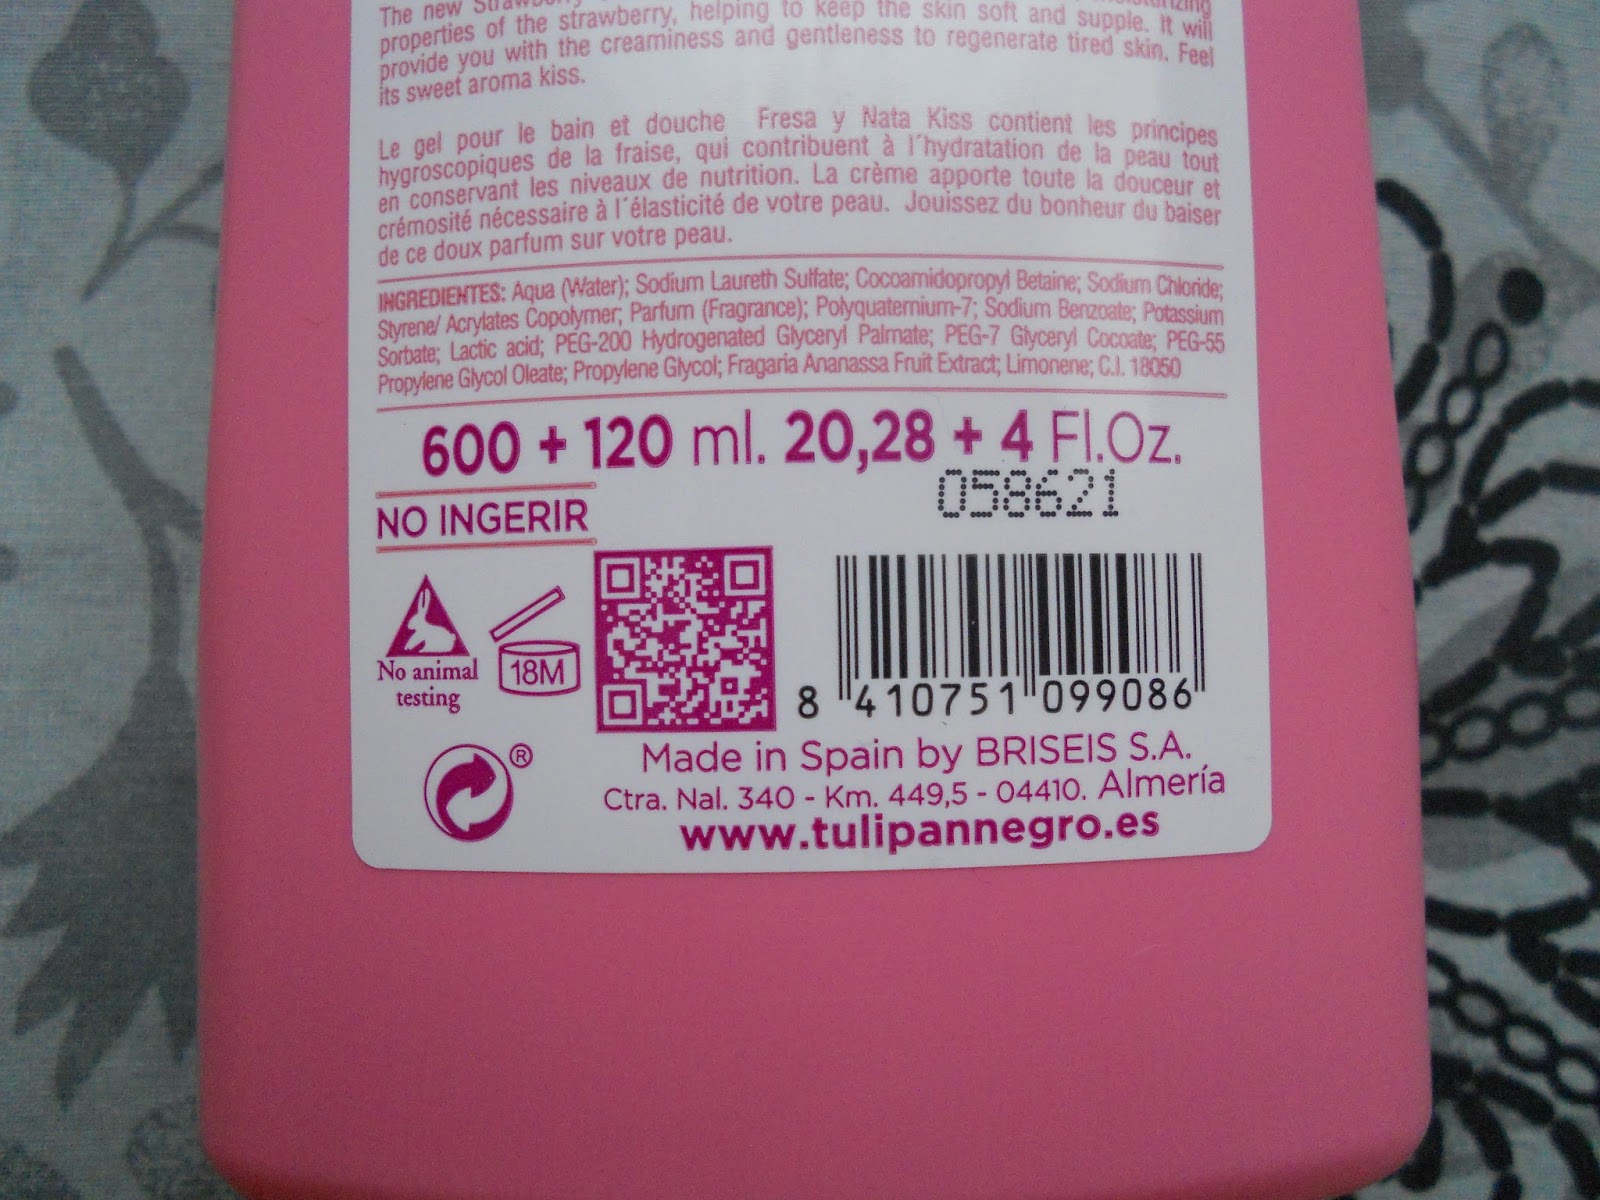 The new Strawberry moisturizing
properties of the strawberry, helping to keep the skin soft and supple. It will
provide you with the creaminess and gentleness to regenerate tired skin. Feel
its sweet aroma kiss.
Le gel pour le bain et douche Fresa y Nata Kiss contient les principes
hygroscopiques de la fraise, qui contribuent à l´hydratation de la peau tout
en conservant les niveaux de nutrition. La crème apporte toute la douceur et
crémosité nécessaire à l´élasticité de votre peau. Jouissez du bonheur du baiser
de ce doux parfum sur votre peau.
INGREDIENTES: Aqua (Water); Sodium Laureth Sulfate; Cocoamidopropyl Betaine; Sodium Chloride;
Styrene/ Acrylates Copolymer; Parfum (Fragrance); Polyquaternium-7; Sodium Benzoate; Potassium
Sorbate; Lactic acid; PEG-200 Hydrogenated Glyceryl Palmate; PEG-7 Glyceryl Cocoate; PEG-55
Propylene Glycol Oleate; Propylene Glycol; Fragaria Ananassa Fruit Extract; Limonene; C.I. 18050
600 + 120 ml. 20,28 + 4 Fl.Oz.
058621
NO INGERIR
No animal
testing
18M
8 410751 099086
®
Made in Spain by BRISEIS S.A.
Ctra. Nal. 340 - Km. 449,5 - 04410. Almería
www.tulipannegro.es